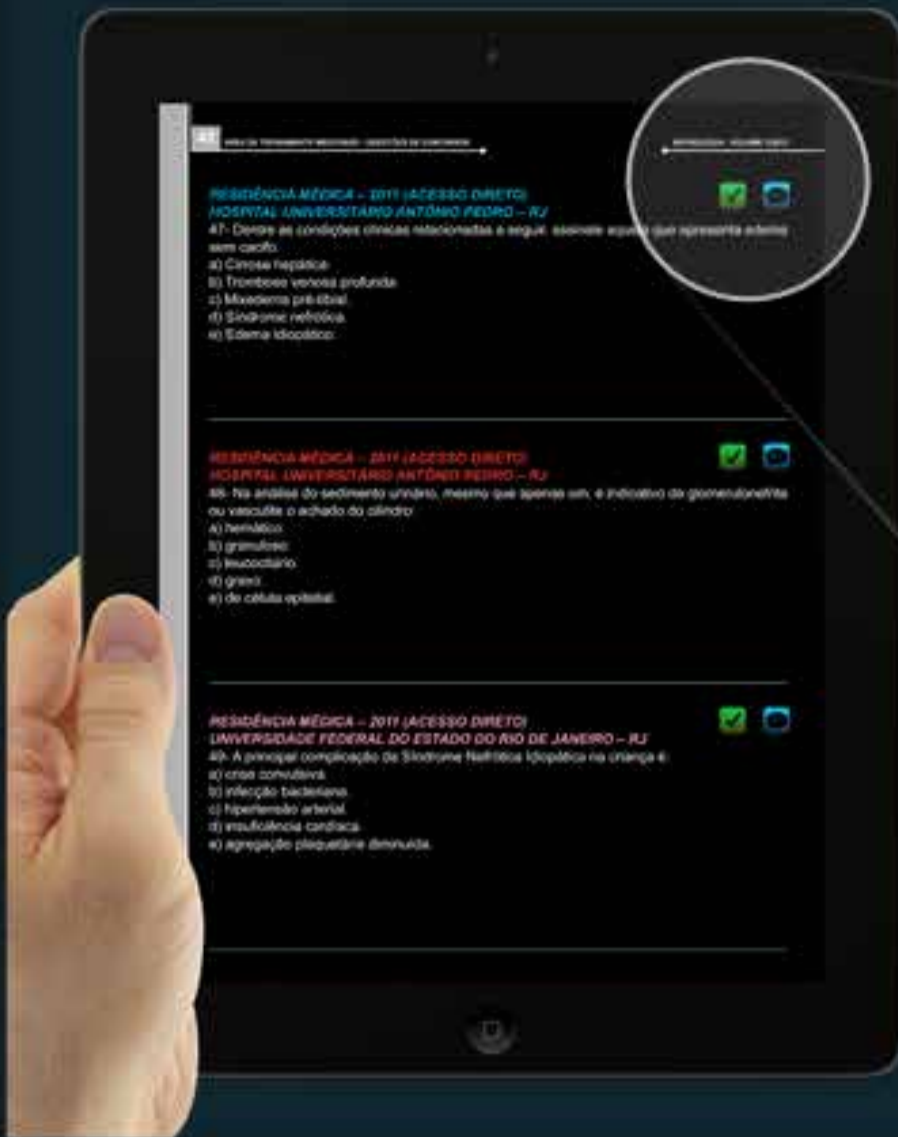 47
RESIDÊNCIA MÉDICA – 2011 (ACESSO DIRETO)
HOSPITAL UNIVERSITÁRIO ANTÔNIO PEDRO – RJ
47- Dentre as condições clínicas relacionadas a seguir, assinale aquela que apresenta edema
sem cacifo:
a) Cirrose hepática.
b) Trombose venosa profunda.
c) Mixedema pré-tibial.
d) Síndrome nefrótica.
e) Edema idiopático.
RESIDÊNCIA MÉDICA – 2011 (ACESSO DIRETO)
HOSPITAL UNIVERSITÁRIO ANTÔNIO PEDRO – RJ
48- Na análise do sedimento urinário, mesmo que apenas um, é indicativo de glomerulonefrite
ou vasculite o achado do cilindro:
a) hemático.
b) granuloso.
c) leucocitário.
d) graxo.
e) de célula epitelial.
RESIDÊNCIA MÉDICA – 2011 (ACESSO DIRETO)
UNIVERSIDADE FEDERAL DO ESTADO DO RIO DE JANEIRO – RJ
49- A principal complicação da Síndrome Nefrótica Idiopática na criança é:
a) crise convulsiva.
b) infecção bacteriana.
c) hipertensão arterial.
d) insuficiência cardíaca.
e) agregação plaquetária diminuída.